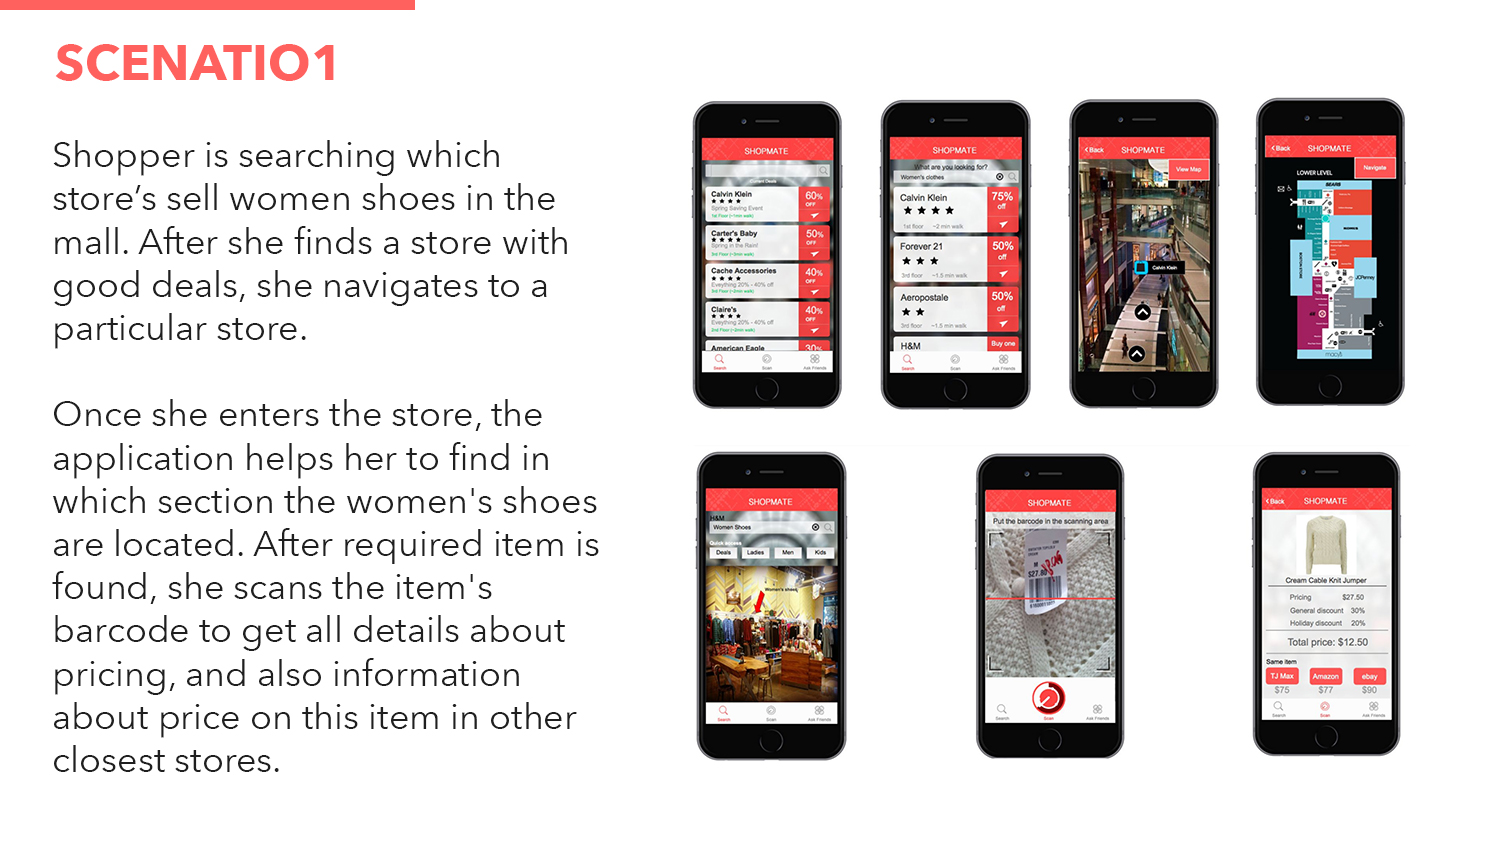 SCENATIO1
Shopper is searching which
store’s sell women shoes in the
mall. After she finds a store with
good deals, she navigates to a
particular store.
Once she enters the store, the
application helps her to find in
which section the women's shoes
are located. After required item is
found, she scans the item's
barcode to get all details about
pricing, and also information
about price on this item in other
closest stores.
SHOPMATE
Current Deals
Calvin Klein
60% OFF
Spring Saving Event
1st Floor (~1min walk)
Carter's Baby
50% OFF
Spring in the Rain!
3rd Floor (~3min walk)
Cache Accessories
40% OFF
Eveything 20% - 40% off
3rd Floor (~2min walk)
Claire's
40% OFF
Eveything 20% - 40% off
2nd Floor (~2min walk)
American Eagle
30%
Search
Scan
Ask Friends
SHOPMATE
What are you looking for?
Women's clothes
Calvin Klein
75% off
1st floor ~2 min walk
Forever 21
50% off
3rd floor ~1.5 min walk
Aeropostale
50% off
3rd floor ~1.5 min walk
H&M
Buy one
Search
Scan
Ask Friends
Back
SHOPMATE
View Map
Calvin Klein
Back
SHOPMATE
Navigate
LOWER LEVEL
SEARS
JCPenney
macy's
SHOPMATE
H&M
Women Shoes
Quick access
Deals
Ladies
Men
Kids
Women's shoes
Search
Scan
Ask Friends
SHOPMATE
Put the barcode in the scanning area
$27.50
Search
Scan
Ask Friends
Back
SHOPMATE
Cream Cable Knit Jumper
Pricing $27.50
General discount 30%
Holiday discount 20%
Total price: $12.50
Same item
TJ Max
Amazon
ebay
$75
$77
$90
Search
Scan
Ask Friends